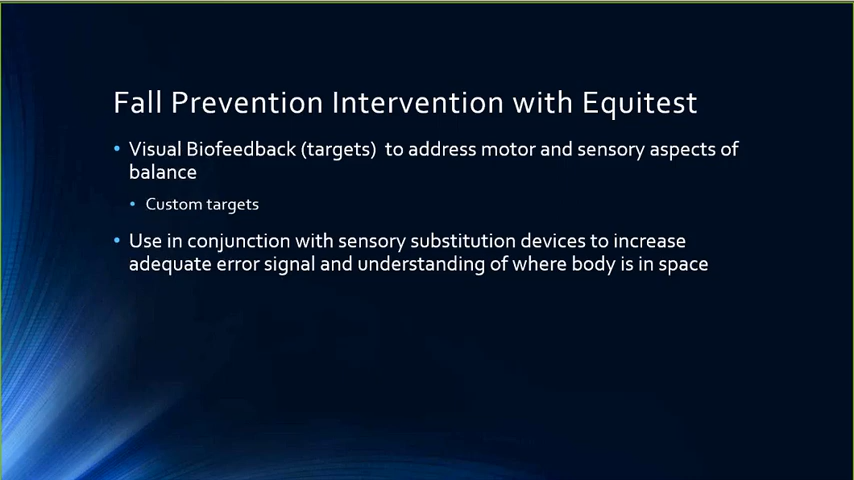 Fall Prevention Intervention with Equitest
• Visual Biofeedback (targets) to address motor and sensory aspects of
balance
• Custom targets
• Use in conjunction with sensory substitution devices to increase
adequate error signal and understanding of where body is in space